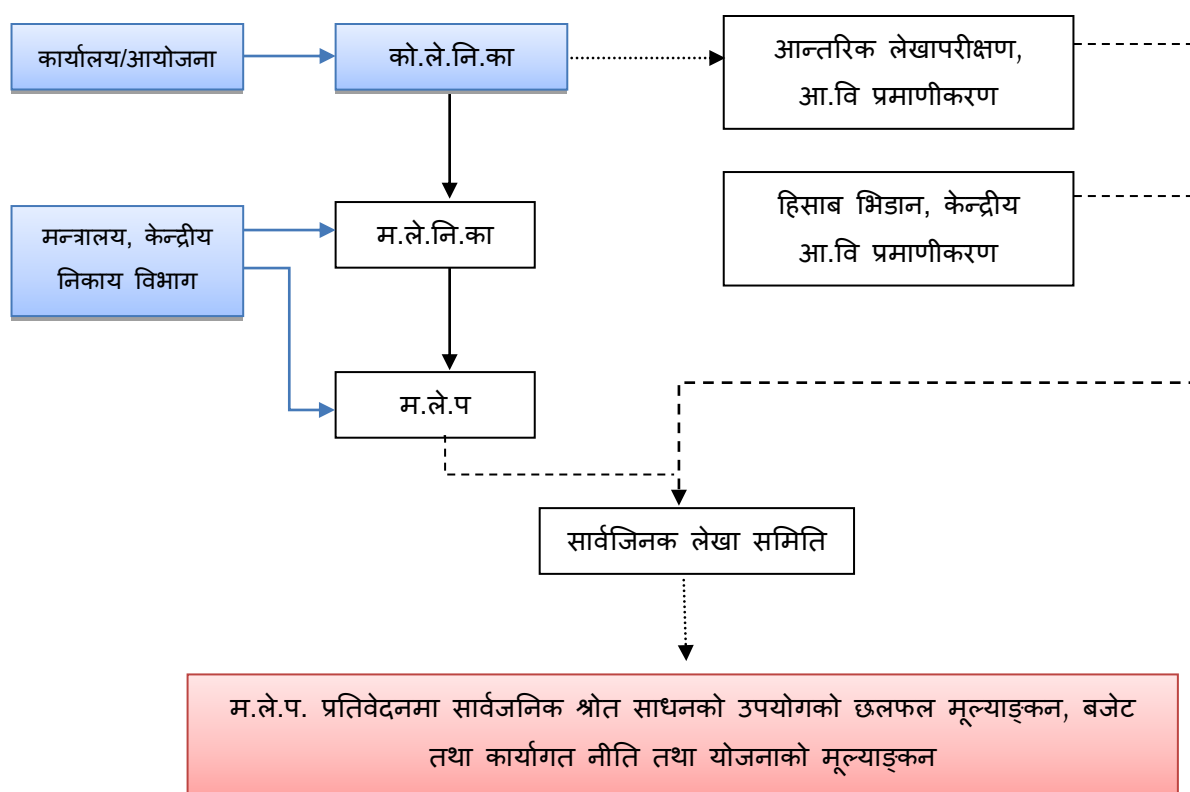 कार्यालय/आयोजना
को.ले.नि.का
आन्तरिक लेखापरीक्षण,
आ.वि प्रमाणीकरण
मन्त्रालय, केन्द्रीय
निकाय विभाग
म.ले.नि.का
हिसाब भिडान, केन्द्रीय
आ.वि प्रमाणीकरण
म.ले.प
सार्वजिनक लेखा समिति
म.ले.प. प्रतिवेदनमा सार्वजनिक श्रोत साधनको उपयोगको छलफल मूल्याङ्कन, बजेट
तथा कार्यागत नीति तथा योजनाको मूल्याङ्कन